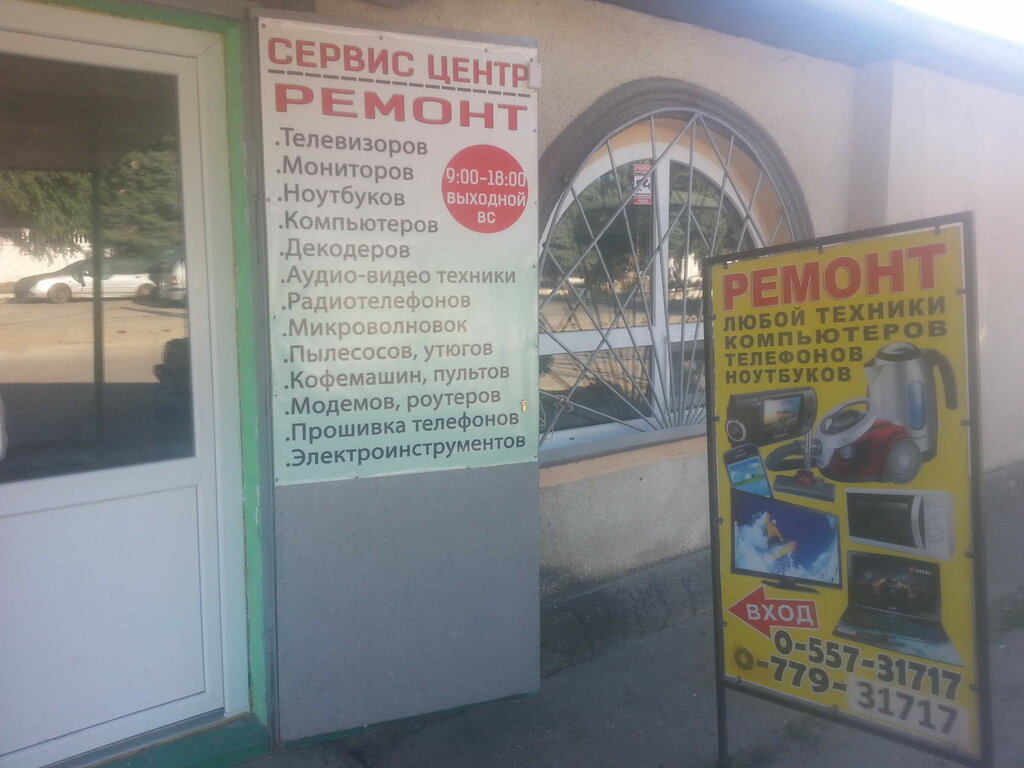 СЕРВИС ЦЕНТР
РЕМОНТ
.Телевизоров
.Мониторов
.Ноутбуков
.Компьютеров
.Декодеров
.Аудио-видео техники
.Радиотелефонов
.Микроволновок
.Пылесосов, утюгов
.Кофемашин, пультов
.Модемов, роутеров
.Прошивка телефонов
.Электроинструментов
9:00-18:00
ВЫХОДНОЙ
ВС
РЕМОНТ
ЛЮБОЙ ТЕХНИКИ
КОМПЬЮТЕРОВ
ТЕЛЕФОНОВ
НОУТБУКОВ
ВХОД
0-557-31717
0-779-31717